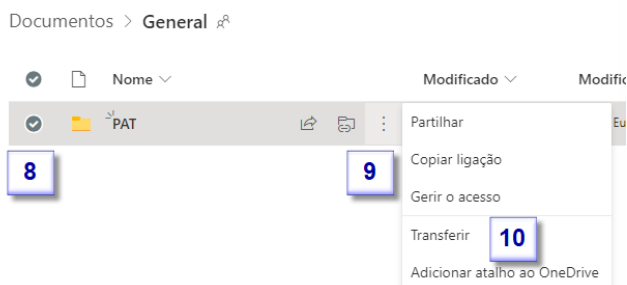 Documentos > General
Nome Modificado Modific
PAT Partilhar Eu
8 9 Copiar ligação
Gerir o acesso
Transferir 10
Adicionar atalho ao OneDrive